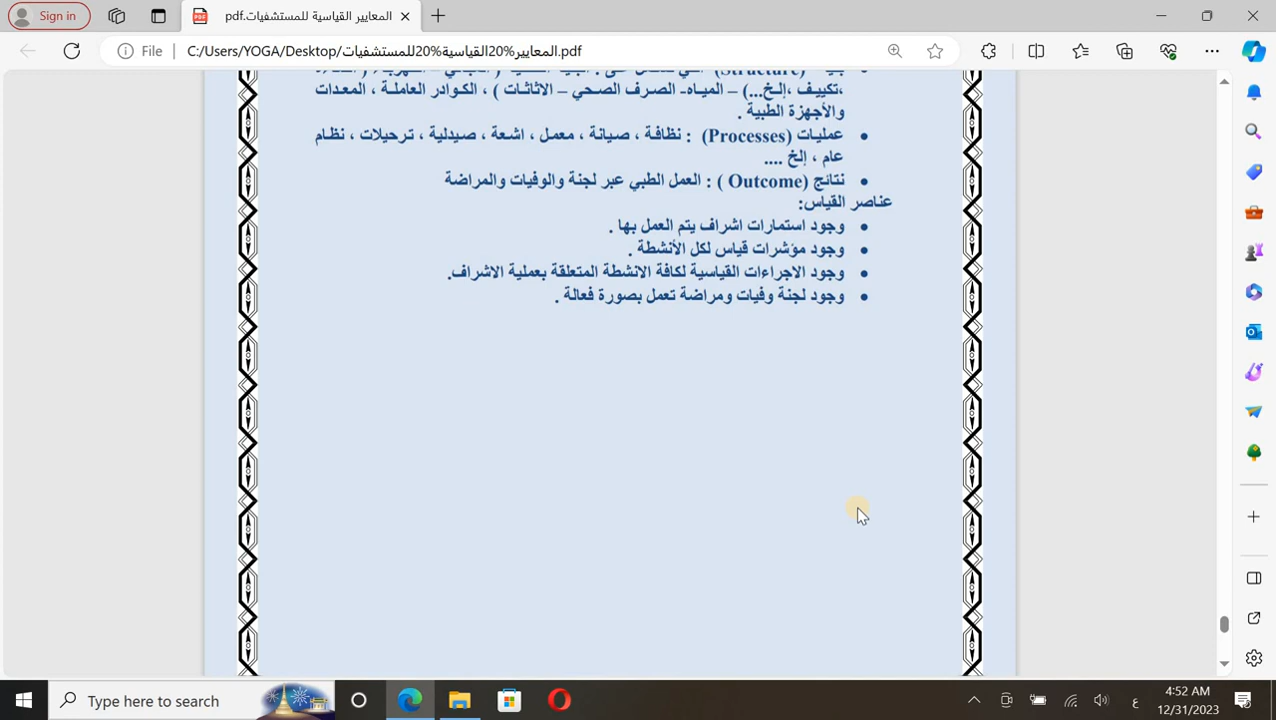 Sign in
المعايير القياسية للمستشفيات.pdf
File
C:/Users/YOGA/Desktop/المعايير%20القياسية%20للمستشفيات.pdf
(Structure)
،تكييف ،إلخ...) – المياه- الصرف الصحي – الاثاثات ) ، الكوادر العاملة ، المعدات
والأجهزة الطبية .
• عمليات (Processes) : نظافة ، صيانة ، معمل ، اشعة ، صيدلية ، ترحيلات ، نظام
عام ، إلخ ....
• نتائج (Outcome ) : العمل الطبي عبر لجنة والوفيات والمراضة
عناصر القياس:
• وجود استمارات اشراف يتم العمل بها .
• وجود مؤشرات قياس لكل الأنشطة .
• وجود الاجراءات القياسية لكافة الانشطة المتعلقة بعملية الاشراف.
• وجود لجنة وفيات ومراضة تعمل بصورة فعالة .
Type here to search
ع
4:52 AM
12/31/2023